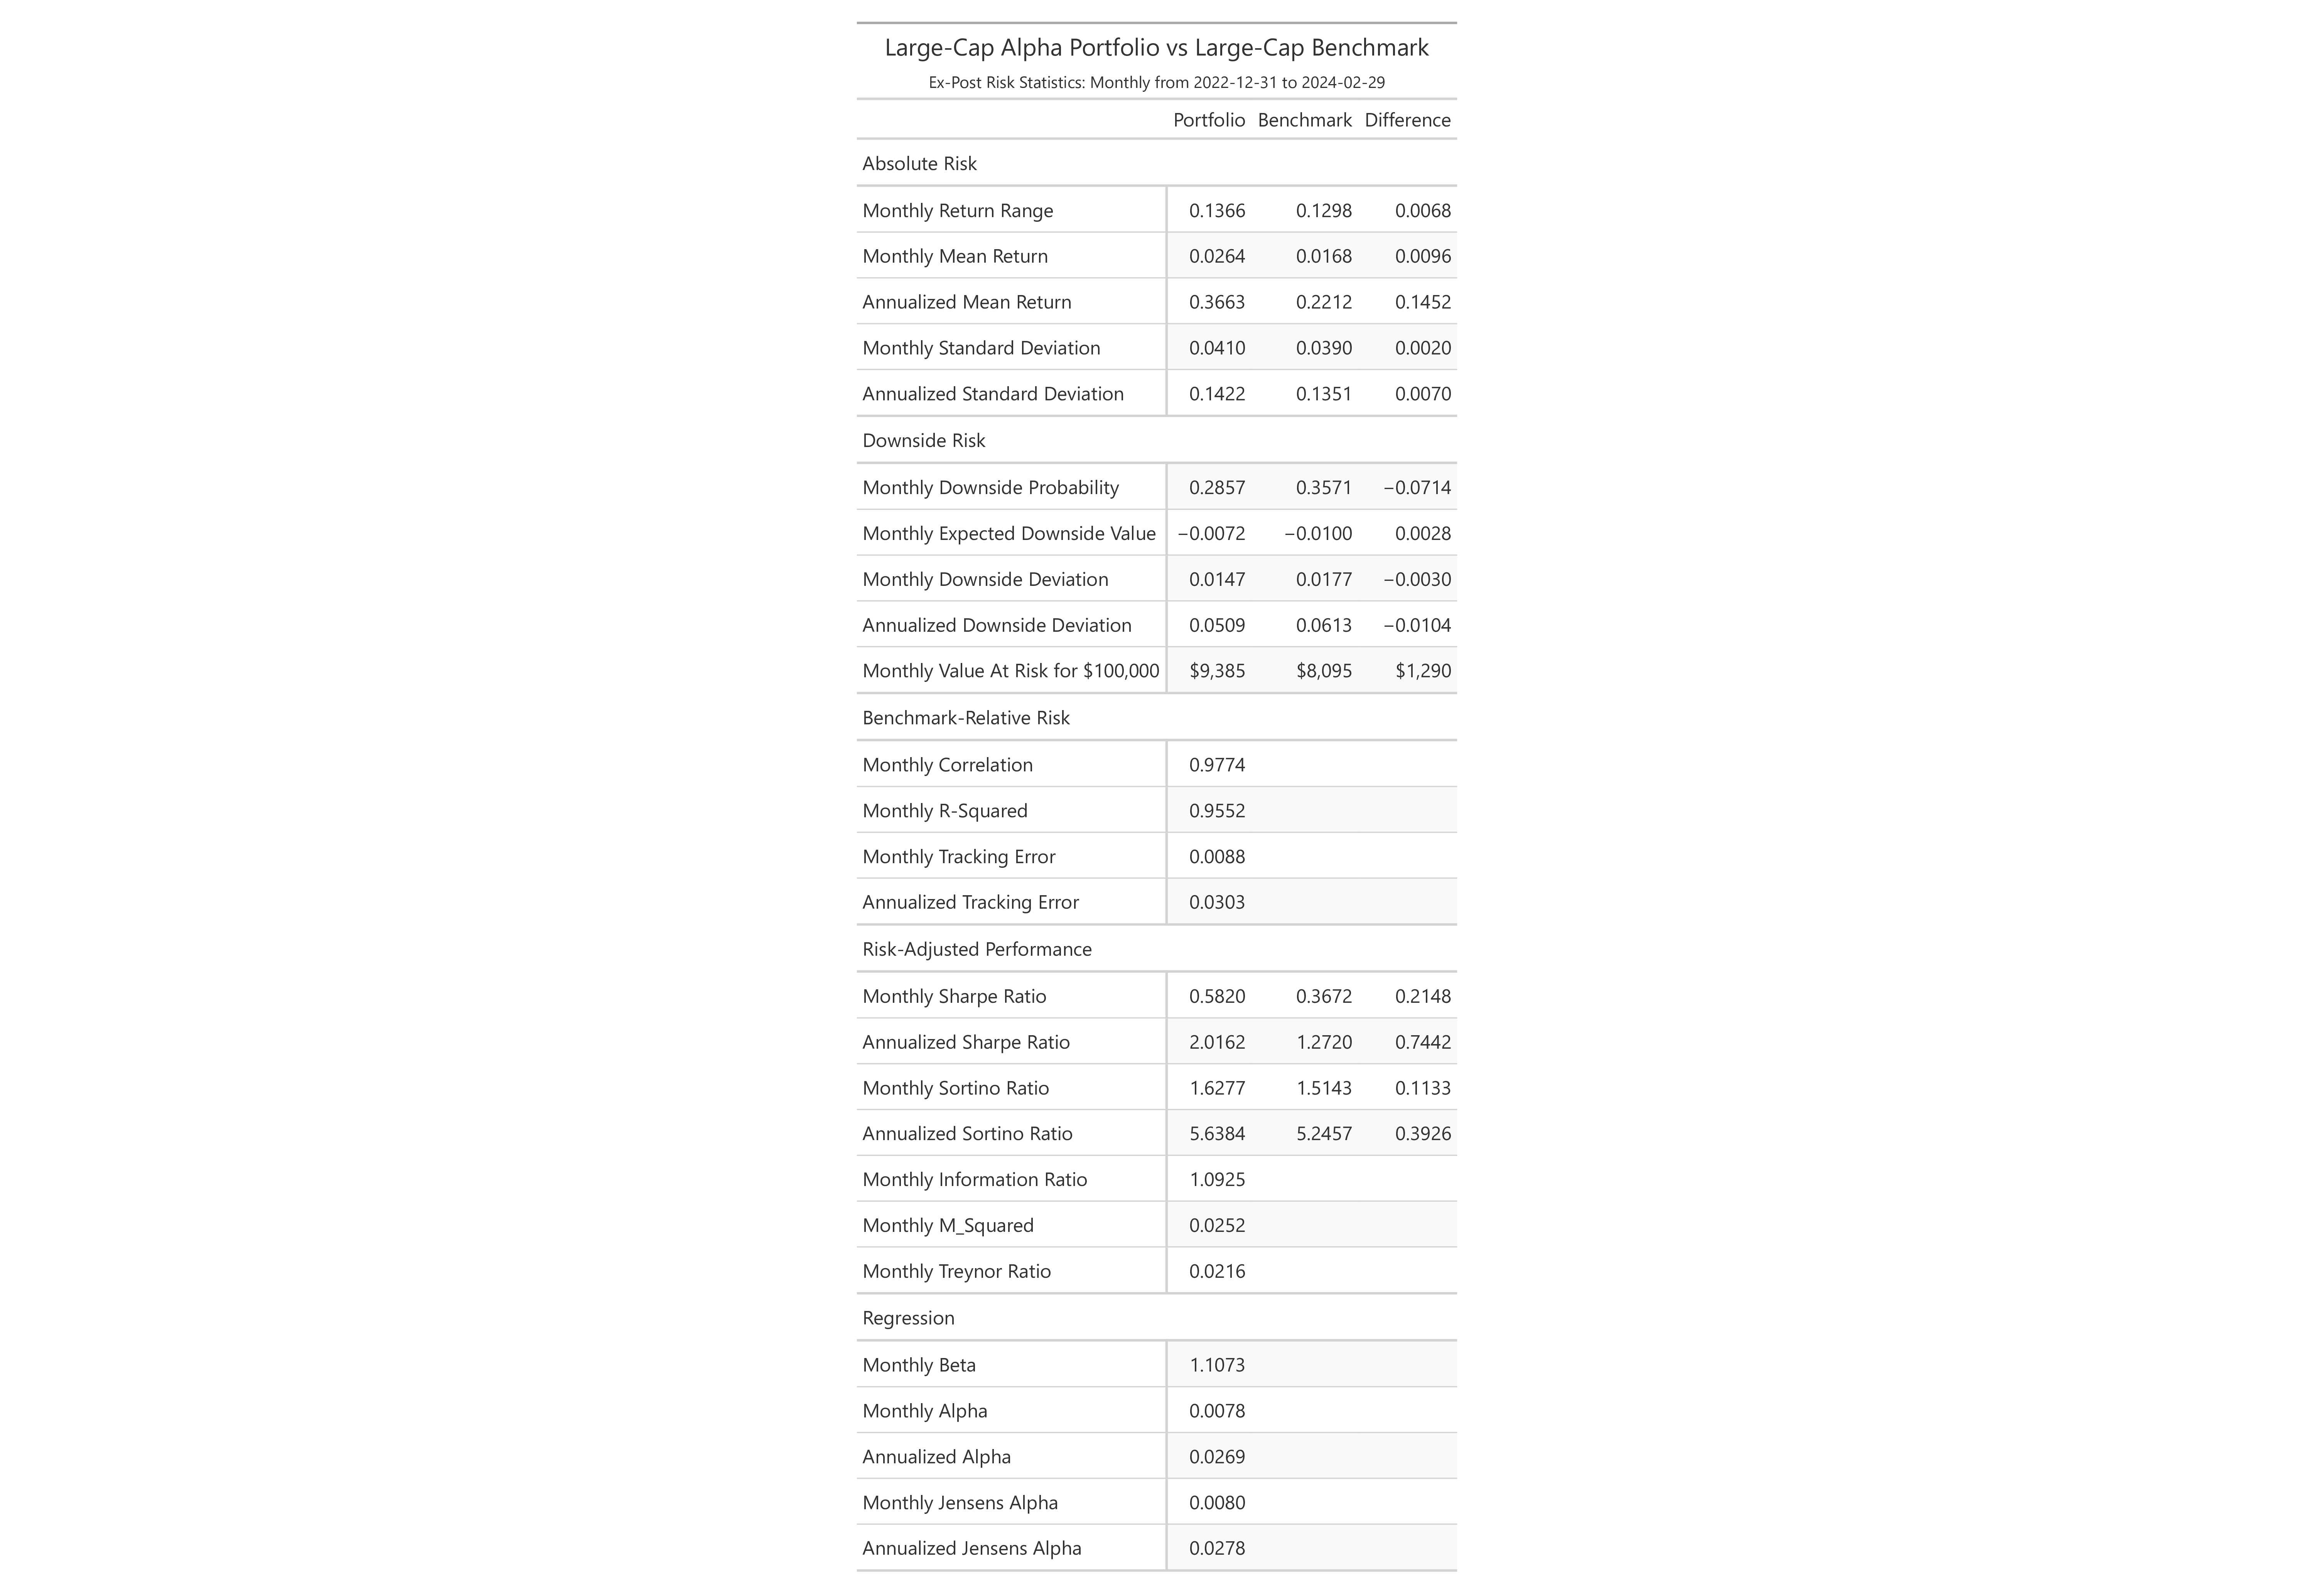 Large-Cap Alpha Portfolio vs Large-Cap Benchmark
Ex-Post Risk Statistics: Monthly from 2022-12-31 to 2024-02-29
Portfolio Benchmark Difference
Absolute Risk
Monthly Return Range 0.1366 0.1298 0.0068
Monthly Mean Return 0.0264 0.0168 0.0096
Annualized Mean Return 0.3663 0.2212 0.1452
Monthly Standard Deviation 0.0410 0.0390 0.0020
Annualized Standard Deviation 0.1422 0.1351 0.0070
Downside Risk
Monthly Downside Probability 0.2857 0.3571 −0.0714
Monthly Expected Downside Value −0.0072 −0.0100 0.0028
Monthly Downside Deviation 0.0147 0.0177 −0.0030
Annualized Downside Deviation 0.0509 0.0613 −0.0104
Monthly Value At Risk for $100,000 $9,385 $8,095 $1,290
Benchmark-Relative Risk
Monthly Correlation 0.9774
Monthly R-Squared 0.9552
Monthly Tracking Error 0.0088
Annualized Tracking Error 0.0303
Risk-Adjusted Performance
Monthly Sharpe Ratio 0.5820 0.3672 0.2148
Annualized Sharpe Ratio 2.0162 1.2720 0.7442
Monthly Sortino Ratio 1.6277 1.5143 0.1133
Annualized Sortino Ratio 5.6384 5.2457 0.3926
Monthly Information Ratio 1.0925
Monthly M_Squared 0.0252
Monthly Treynor Ratio 0.0216
Regression
Monthly Beta 1.1073
Monthly Alpha 0.0078
Annualized Alpha 0.0269
Monthly Jensens Alpha 0.0080
Annualized Jensens Alpha 0.0278